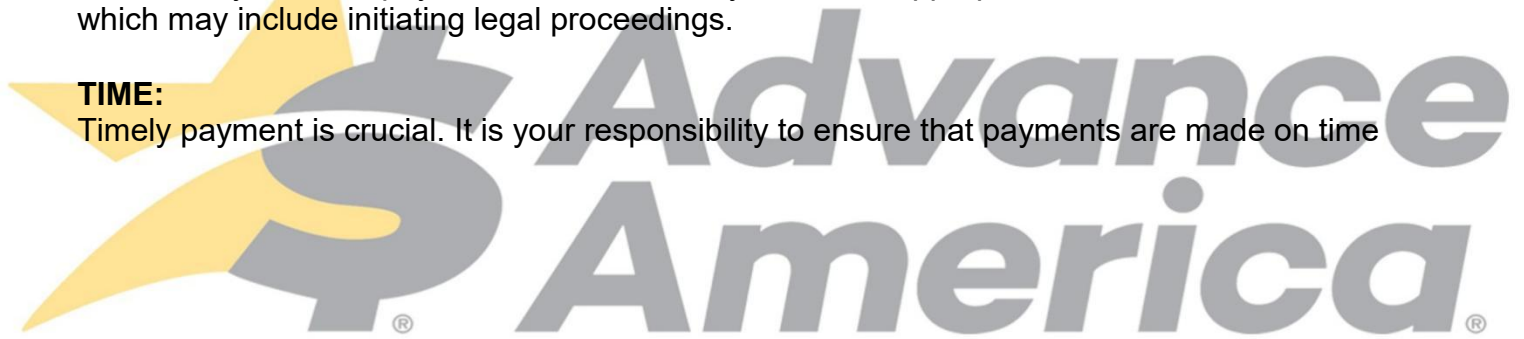 which may include initiating legal proceedings.
TIME:
Timely payment is crucial. It is your responsibility to ensure that payments are made on time
$ Advance
America
® ®